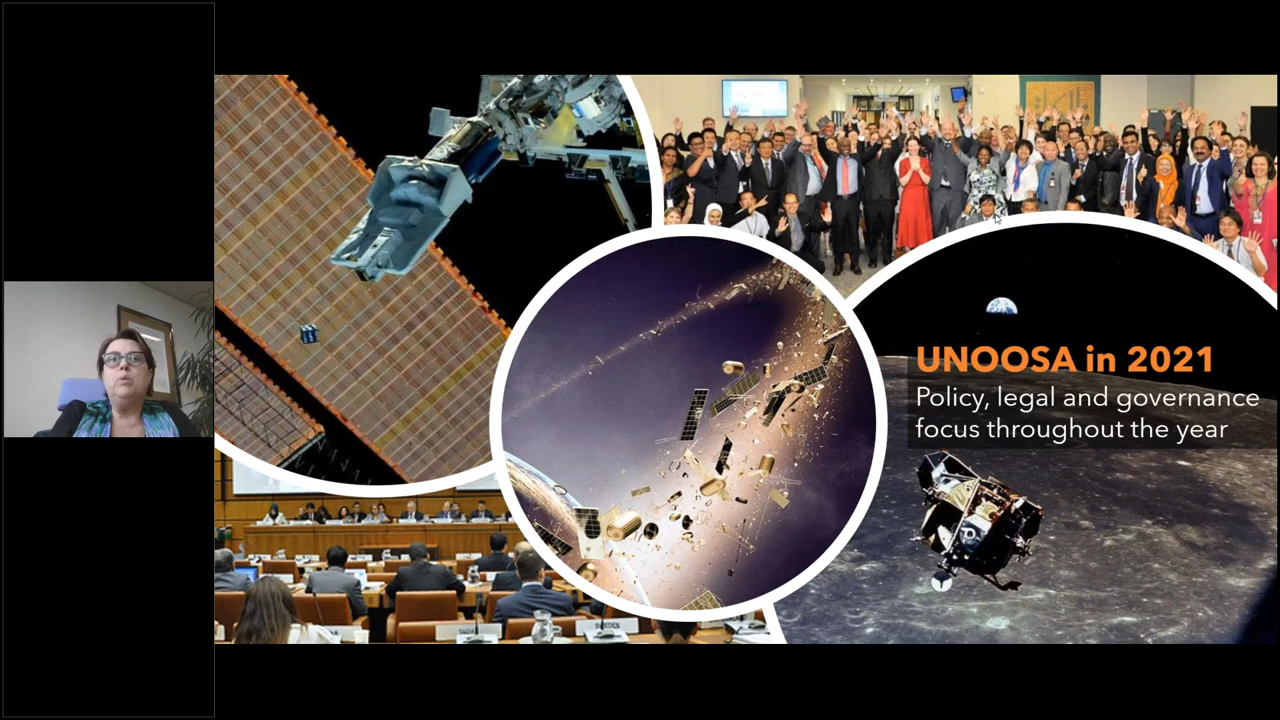 UNOOSA in 2021
Policy, legal and governance
focus throughout the year